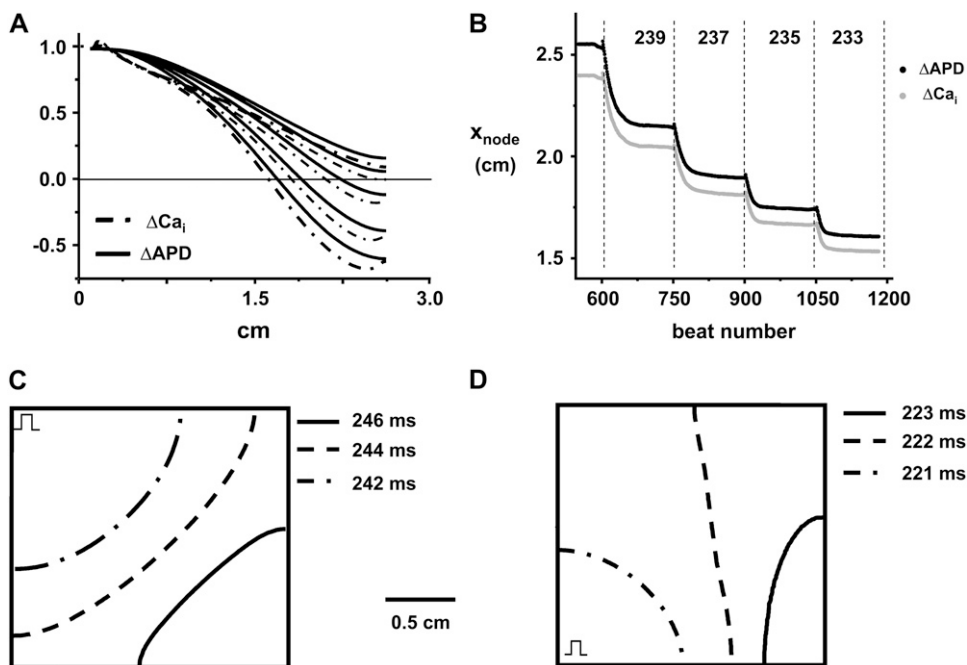 A
1.0
0.5
0.0
-0.5
ΔCai
ΔAPD
0
1.5
3.0
cm
B
239
237
235
233
2.5
2.0
1.5
xnode
(cm)
600
750
900
1050
1200
beat number
ΔAPD
ΔCai
C
246 ms
244 ms
242 ms
0.5 cm
D
223 ms
222 ms
221 ms